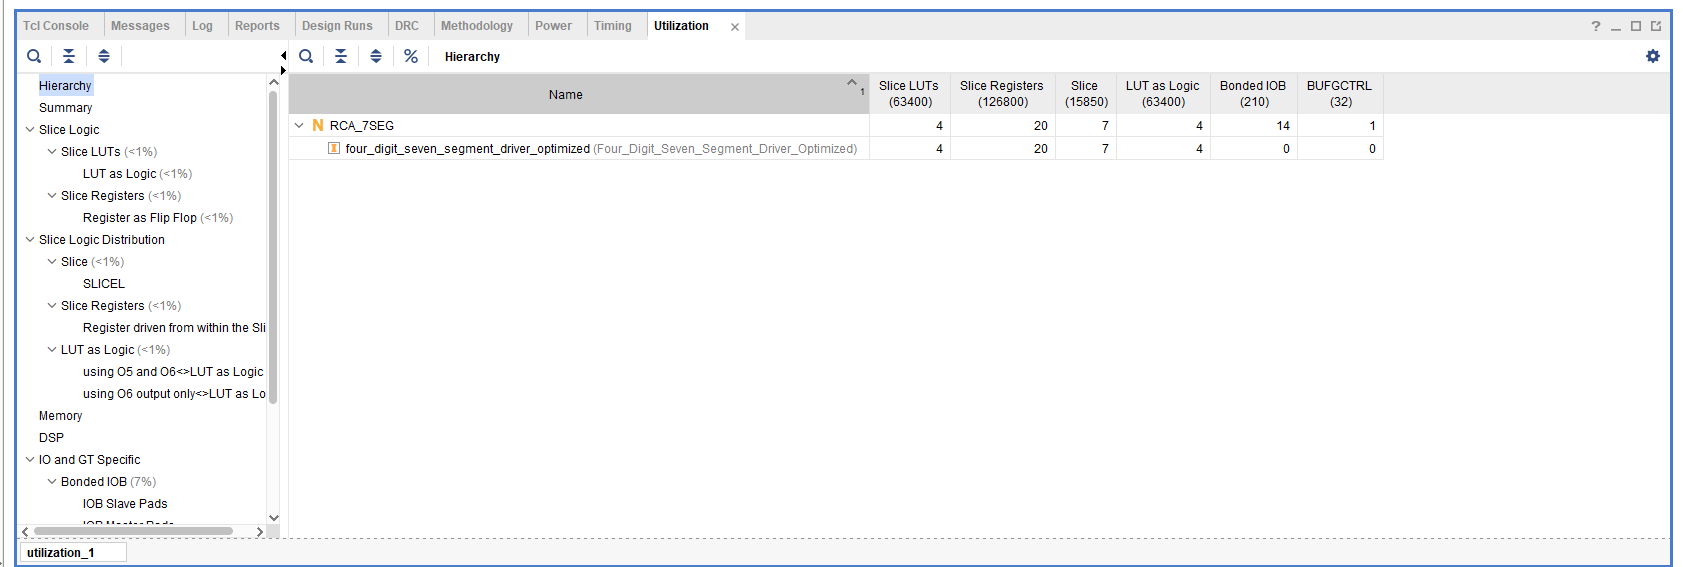 Tcl Console Messages Log Reports Design Runs DRC Methodology Power Timing Utilization
Hierarchy
Hierarchy
Summary
Slice Logic
Slice LUTs (<1%)
LUT as Logic (<1%)
Slice Registers (<1%)
Register as Flip Flop (<1%)
Slice Logic Distribution
Slice (<1%)
SLICEL
Slice Registers (<1%)
Register driven from within the Sli
LUT as Logic (<1%)
using O5 and O6<>LUT as Logic
using O6 output only<>LUT as Lo
Memory
DSP
IO and GT Specific
Bonded IOB (7%)
IOB Slave Pads
IOB Master Pads
Name 1 Slice LUTs (63400) Slice Registers (126800) Slice (15850) LUT as Logic (63400) Bonded IOB (210) BUFGCTRL (32)
N RCA_7SEG 4 20 7 4 14 1
I four_digit_seven_segment_driver_optimized (Four_Digit_Seven_Segment_Driver_Optimized) 4 20 7 4 0 0
utilization_1